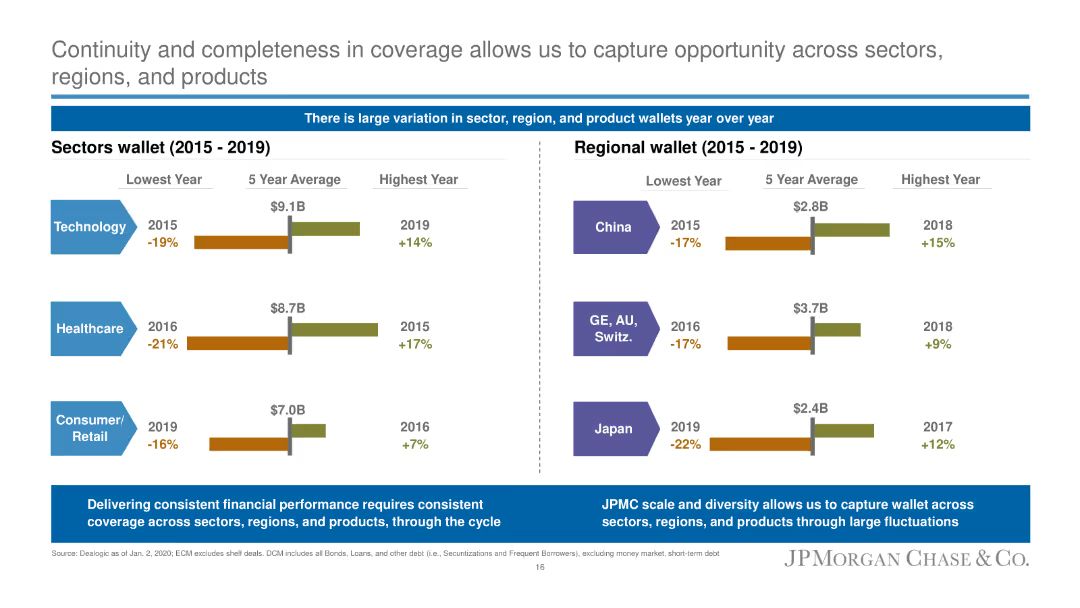 Continuity and completeness in coverage allows us to capture opportunity across sectors,
regions, and products
There is large variation in sector, region, and product wallets year over year
Sectors wallet (2015 - 2019)
Lowest Year 5 Year Average Highest Year
$9.1B
Technology 2015 2019
-19% +14%
$8.7B
Healthcare 2016 2015
-21% +17%
$7.0B
Consumer/ 2019 2016
Retail -16% +7%
Regional wallet (2015 - 2019)
Lowest Year 5 Year Average Highest Year
$2.8B
China 2015 2018
-17% +15%
$3.7B
GE, AU, 2016 2018
Switz. -17% +9%
$2.4B
Japan 2019 2017
-22% +12%
Delivering consistent financial performance requires consistent
coverage across sectors, regions, and products, through the cycle
JPMC scale and diversity allows us to capture wallet across
sectors, regions, and products through large fluctuations
Source: Dealogic as of Jan. 2, 2020; ECM excludes shelf deals. DCM includes all Bonds, Loans, and other debt (i.e., Securitizations and Frequent Borrowers), excluding money market, short-term debt
JPMORGAN CHASE & CO.
16